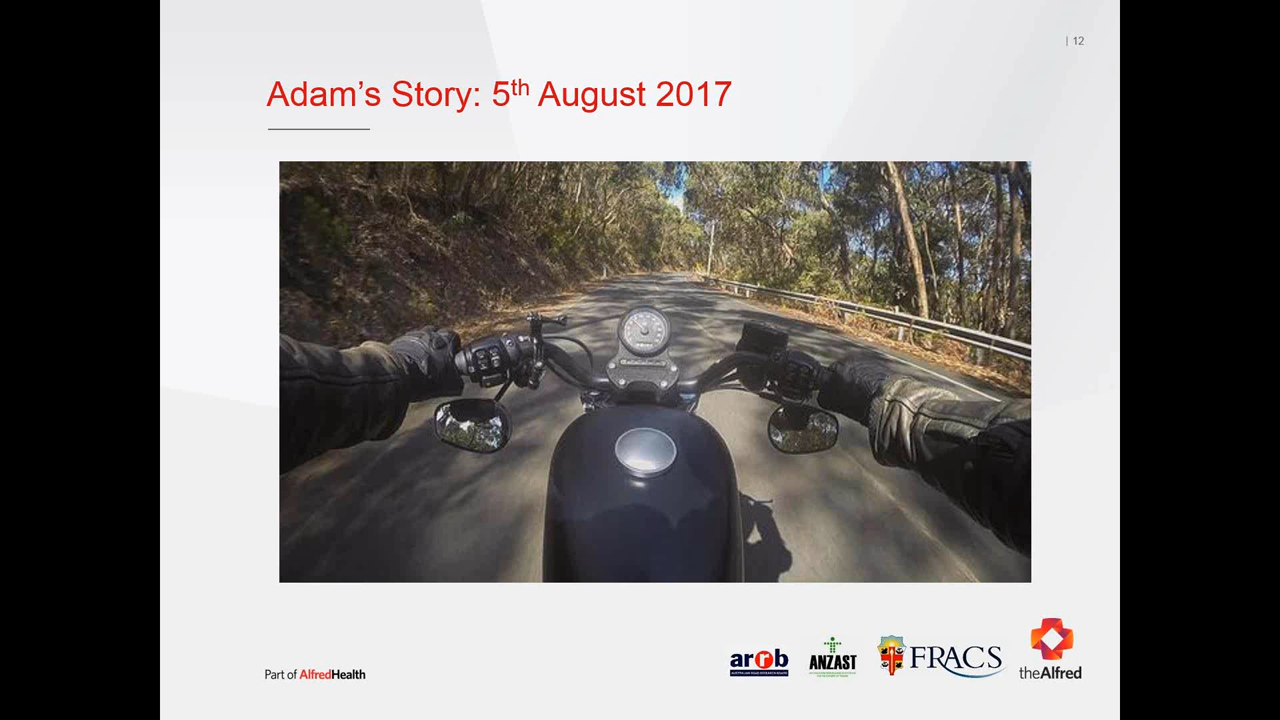 | 12
Adam's Story: 5th August 2017
Part of AlfredHealth
arrb
ANZAST
FRACS
theAlfred